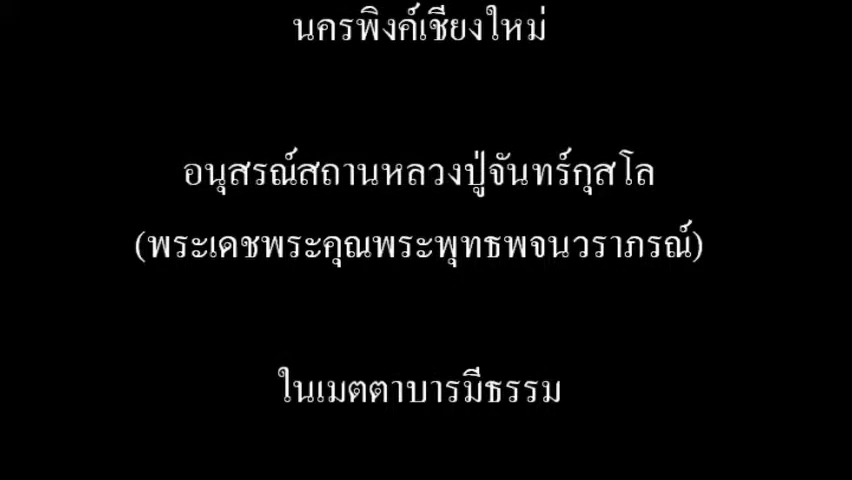 นครพิงค์เชียงใหม่
อนุสรณ์สถานหลวงปู่จันทร์กุสโล
(พระเดชพระคุณพระพุทธพจนวราภรณ์)
ในเมตตาบารมีธรรม